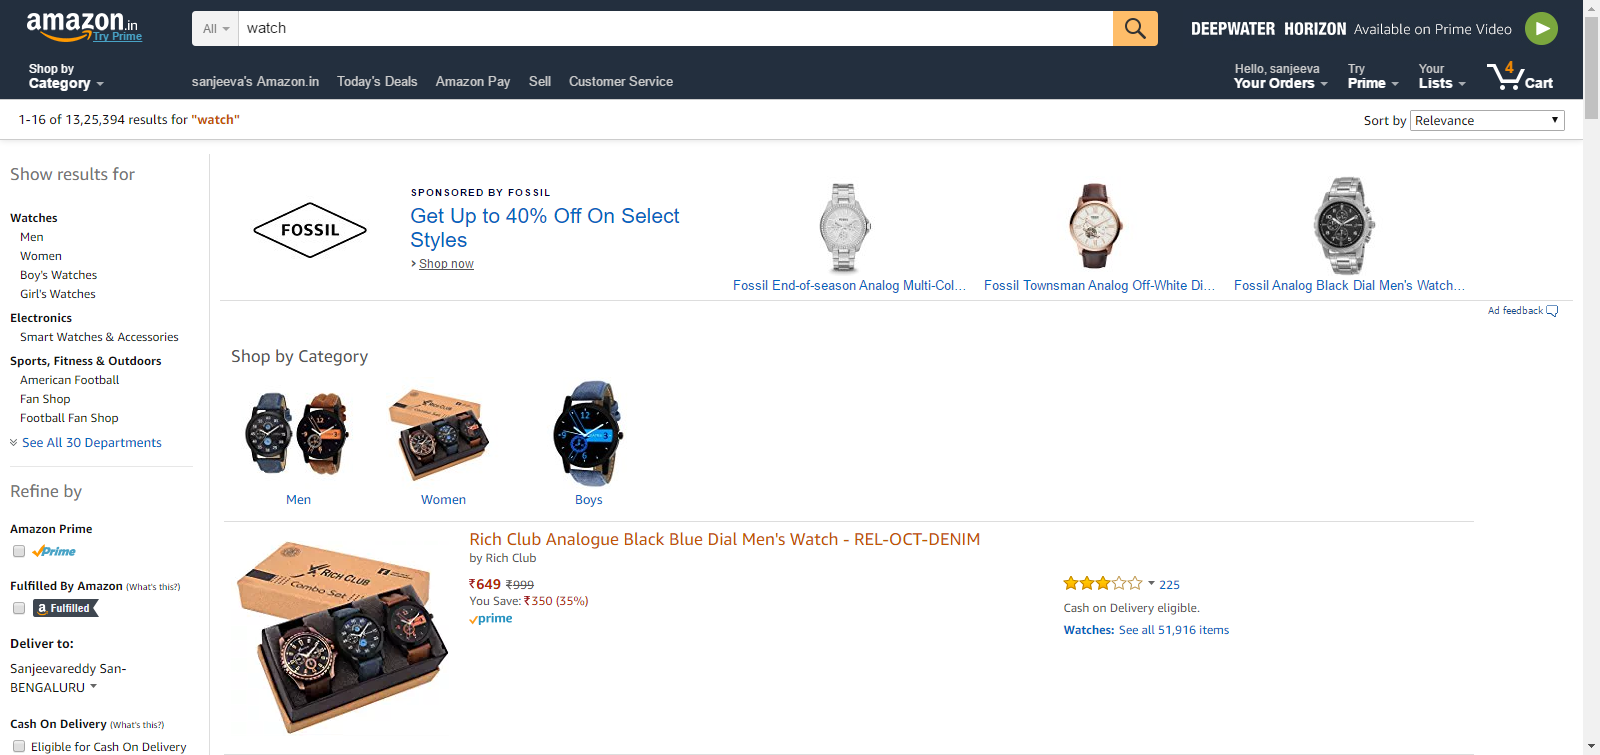 amazon.in
Try Prime
All
watch
DEEPWATER HORIZON Available on Prime Video
Shop by
Category
sanjeeva's Amazon.in
Today's Deals
Amazon Pay
Sell
Customer Service
Hello, sanjeeva
Your Orders
Try
Prime
Your
Lists
4
Cart
1-16 of 13,25,394 results for "watch"
Sort by
Relevance
Show results for
Watches
Men
Women
Boy's Watches
Girl's Watches
Electronics
Smart Watches & Accessories
Sports, Fitness & Outdoors
American Football
Fan Shop
Football Fan Shop
See All 30 Departments
Refine by
Amazon Prime
Prime
Fulfilled By Amazon (What's this?)
a Fulfilled
Deliver to:
Sanjeevareddy San-
BENGALURU
Cash On Delivery (What's this?)
Eligible for Cash On Delivery
FOSSIL
SPONSORED BY FOSSIL
Get Up to 40% Off On Select
Styles
› Shop now
Fossil End-of-season Analog Multi-Col...
Fossil Townsman Analog Off-White Di...
Fossil Analog Black Dial Men's Watch...
Ad feedback
Shop by Category
RICH CLUB
Combo Set
Men
Women
Boys
RICH CLUB
Combo Set !!!
Rich Club Analogue Black Blue Dial Men's Watch - REL-OCT-DENIM
by Rich Club
₹649 ₹999
You Save: ₹350 (35%)
prime
225
Cash on Delivery eligible.
Watches: See all 51,916 items